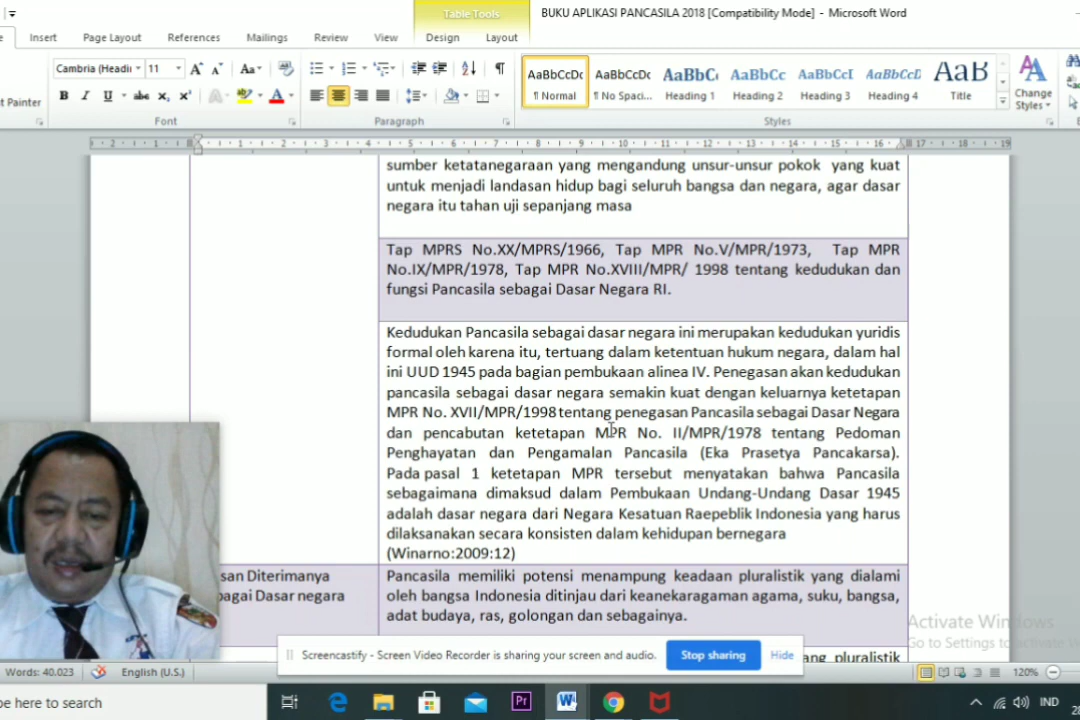 Table Tools
BUKU APLIKASI PANCASILA 2018 [Compatibility Mode] - Microsoft Word
Insert Page Layout References Mailings Review View Design Layout
Cambria (Headi 11
AaBbCcDc AaBbCcDc AaBbC AaBbCc AaBbCcI AaBbCcD AaB
t Painter
¶ Normal ¶ No Spaci... Heading 1 Heading 2 Heading 3 Heading 4 Title
Change
Styles
Font Paragraph Styles
sumber ketatanegaraan yang mengandung unsur-unsur pokok yang kuat
untuk menjadi landasan hidup bagi seluruh bangsa dan negara, agar dasar
negara itu tahan uji sepanjang masa
Tap MPRS No.XX/MPRS/1966, Tap MPR No.V/MPR/1973, Tap MPR
No.IX/MPR/1978, Tap MPR No.XVIII/MPR/ 1998 tentang kedudukan dan
fungsi Pancasila sebagai Dasar Negara RI.
Kedudukan Pancasila sebagai dasar negara ini merupakan kedudukan yuridis
formal oleh karena itu, tertuang dalam ketentuan hukum negara, dalam hal
ini UUD 1945 pada bagian pembukaan alinea IV. Penegasan akan kedudukan
pancasila sebagai dasar negara semakin kuat dengan keluarnya ketetapan
MPR No. XVII/MPR/1998 tentang penegasan Pancasila sebagai Dasar Negara
dan pencabutan ketetapan MPR No. II/MPR/1978 tentang Pedoman
Penghayatan dan Pengamalan Pancasila (Eka Prasetya Pancakarsa).
Pada pasal 1 ketetapan MPR tersebut menyatakan bahwa Pancasila
sebagaimana dimaksud dalam Pembukaan Undang-Undang Dasar 1945
adalah dasar negara dari Negara Kesatuan Raepeblik Indonesia yang harus
dilaksanakan secara konsisten dalam kehidupan bernegara
(Winarno:2009:12)
san Diterimanya
bagai Dasar negara
Pancasila memiliki potensi menampung keadaan pluralistik yang dialami
oleh bangsa Indonesia ditinjau dari keanekaragaman agama, suku, bangsa,
adat budaya, ras, golongan dan sebagainya.
Activate Windows
Go to Settings to activate W
Screencastify - Screen Video Recorder is sharing your screen and audio. Stop sharing Hide
ang pluralistik
Words: 40.023 English (U.S.) 120%
pe here to search
IND